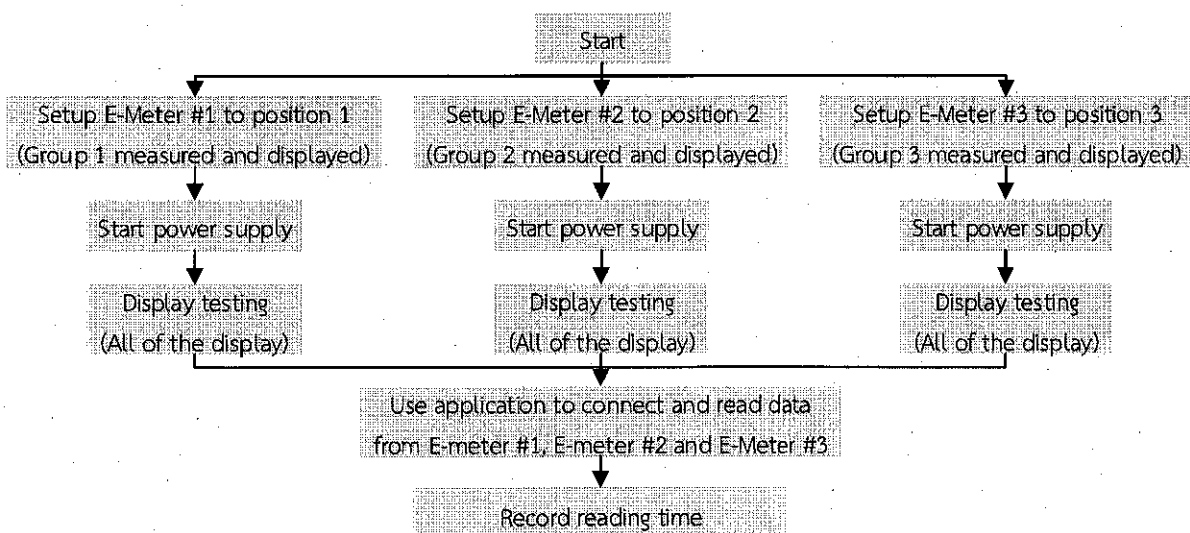 Start
Setup E-Meter #1 to position 1
(Group 1 measured and displayed)
Setup E-Meter #2 to position 2
(Group 2 measured and displayed)
Setup E-Meter #3 to position 3
(Group 3 measured and displayed)
Start power supply
Start power supply
Start power supply
Display testing
(All of the display)
Display testing
(All of the display)
Display testing
(All of the display)
Use application to connect and read data
from E-meter #1, E-meter #2 and E-Meter #3
Record reading time